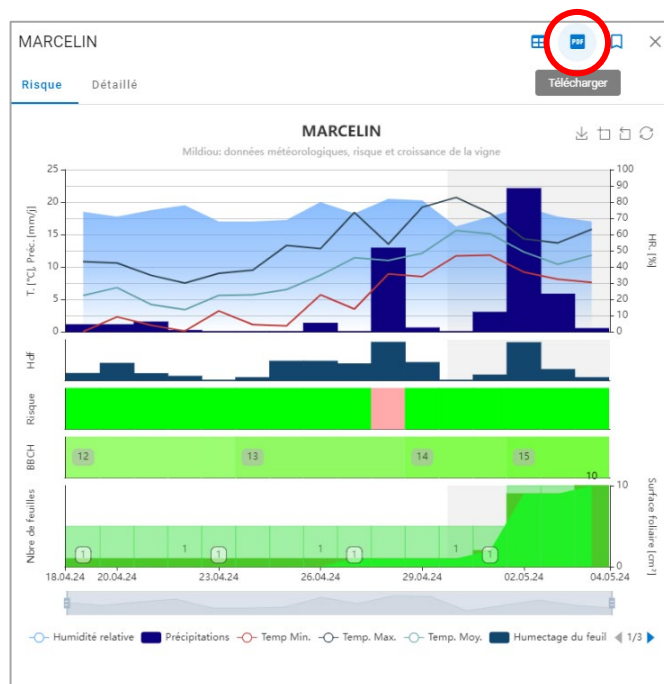 MARCELIN
PDF
Risque Détaillé
Télécharger
MARCELIN
Mildiou: données météorologiques, risque et croissance de la vigne
T. [°C], Préc. [mm/j]
25
20
15
10
5
0
100
90
80
70
60
50
40
30
20
10
0
HR. [%]
Hdf
Risque
BBCH
12 13 14 15
Nbre de feuilles
1 1 1 1 1 1 1 10
10
0
Surface foliaire [cm²]
18.04.24 20.04.24 23.04.24 26.04.24 29.04.24 02.05.24 04.05.24
Humidité relative Précipitations Temp Min. Temp. Max. Temp. Moy. Humectage du feuil 1/3